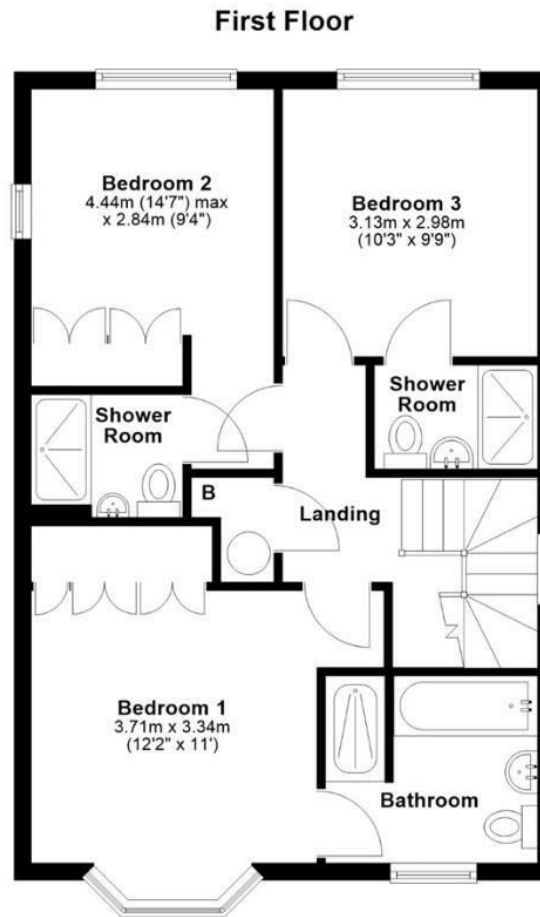 First Floor
Bedroom 2
4.44m (14'7") max
x 2.84m (9'4")
Bedroom 3
3.13m x 2.98m
(10'3" x 9'9")
Shower
Room
Shower
Room
B
Landing
Bedroom 1
3.71m x 3.34m
(12'2" x 11')
Bathroom